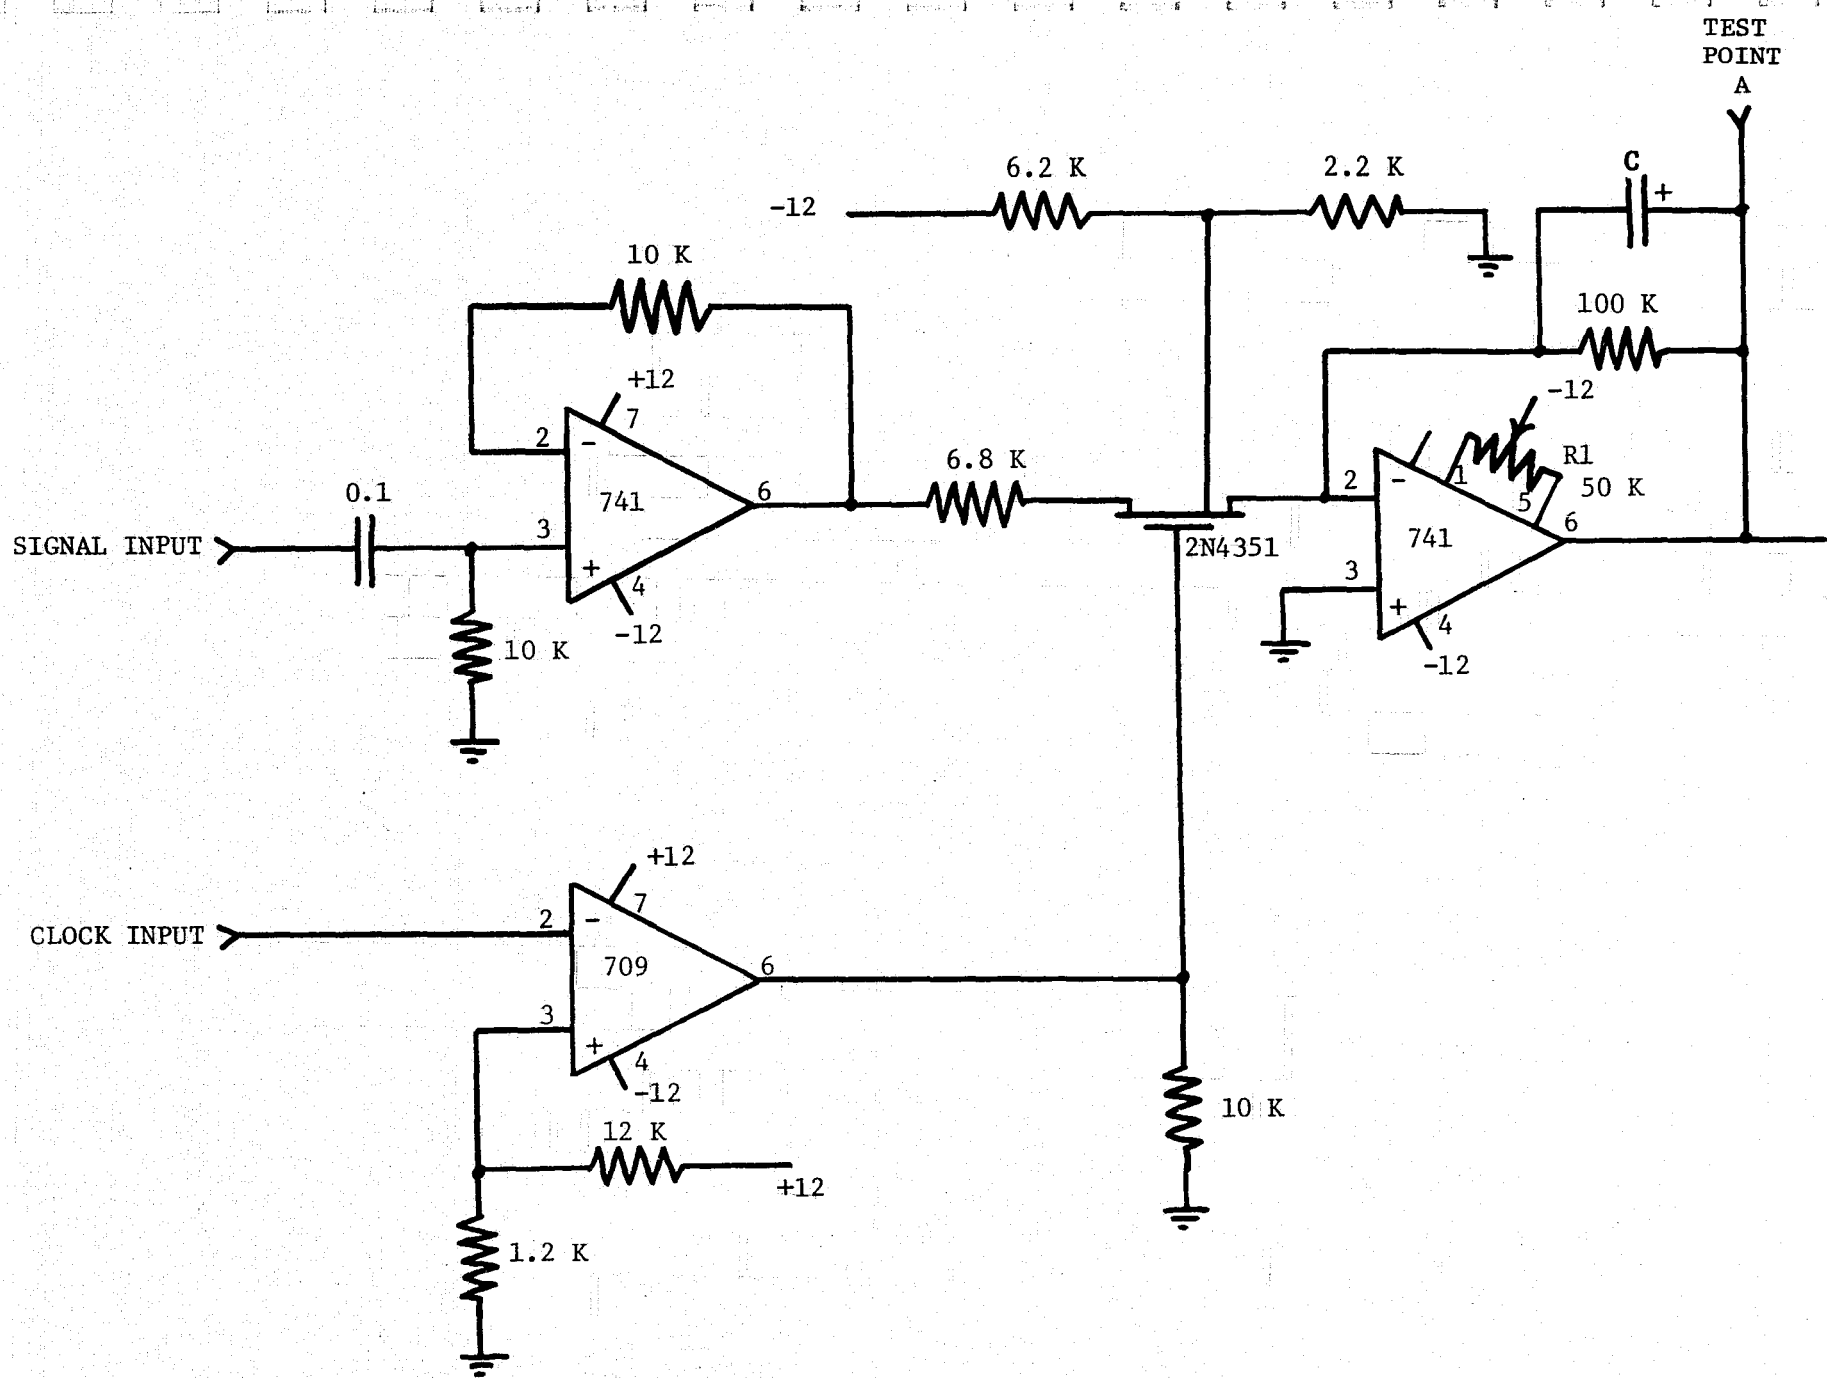 TEST
POINT
A
C
+
6.2 K
2.2 K
-12
10 K
100 K
+12
7
-12
2
-
6.8 K
R1
50 K
1
5
741
6
2
-
6
0.1
3
741
SIGNAL INPUT
+
4
2N4351
3
-12
+
4
10 K
-12
+12
7
CLOCK INPUT
2
-
709
6
3
+
4
-12
10 K
12 K
+12
1.2 K